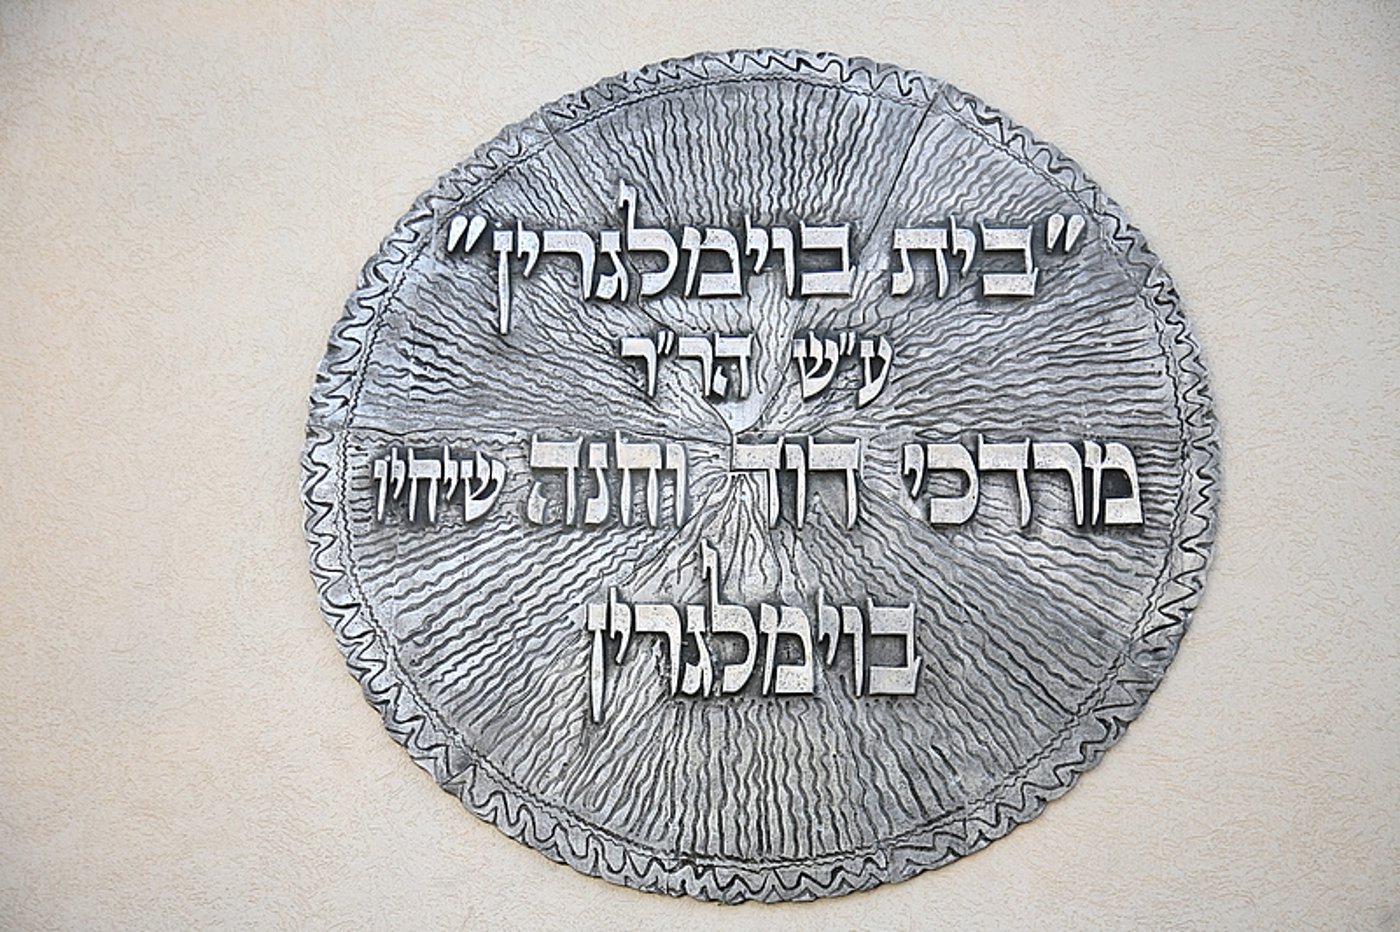 "בית בוימלגרין"
ע"ש הר"ר
מרדכי דוד וחנה שיחיו
בוימלגרין